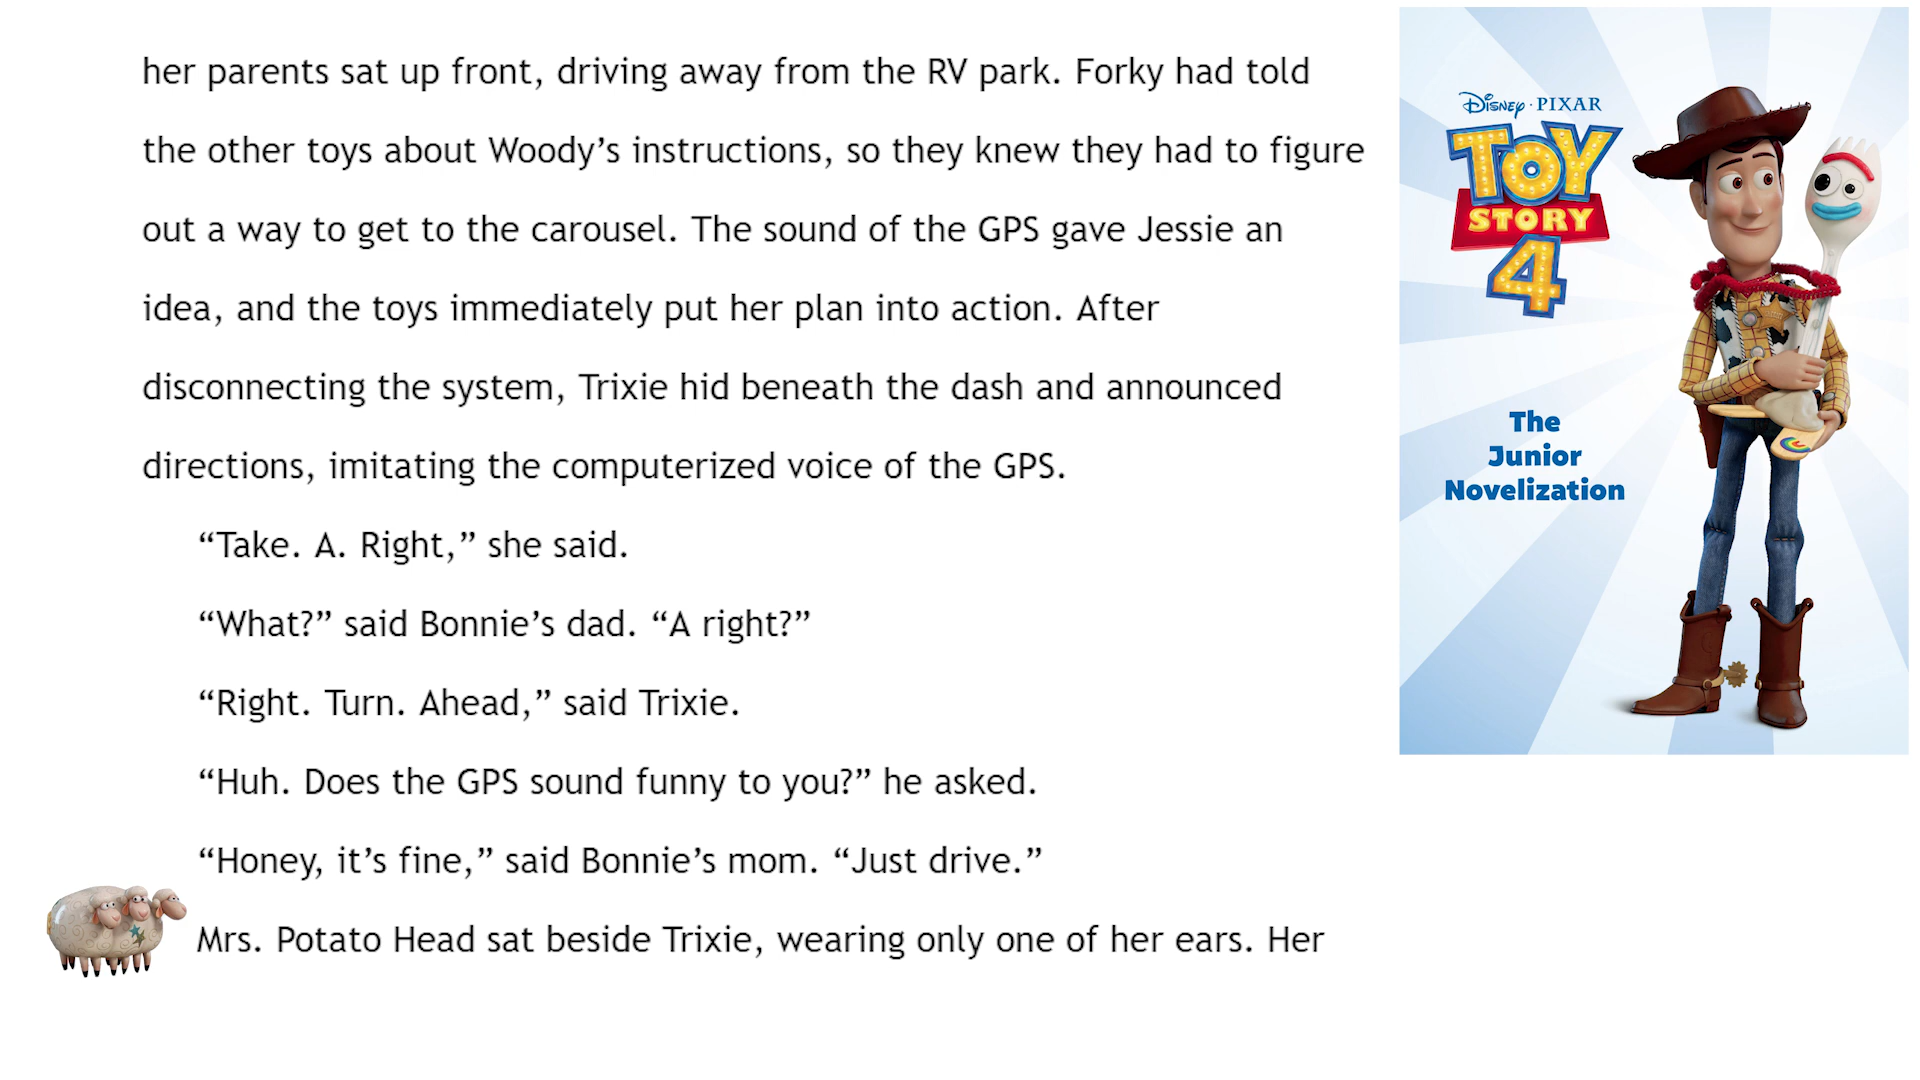 her parents sat up front, driving away from the RV park. Forky had told
the other toys about Woody’s instructions, so they knew they had to figure
out a way to get to the carousel. The sound of the GPS gave Jessie an
idea, and the toys immediately put her plan into action. After
disconnecting the system, Trixie hid beneath the dash and announced
directions, imitating the computerized voice of the GPS.
“Take. A. Right,” she said.
“What?” said Bonnie’s dad. “A right?”
“Right. Turn. Ahead,” said Trixie.
“Huh. Does the GPS sound funny to you?” he asked.
“Honey, it’s fine,” said Bonnie’s mom. “Just drive.”
Mrs. Potato Head sat beside Trixie, wearing only one of her ears. Her
Disney · PIXAR
TOY
STORY
4
The
Junior
Novelization